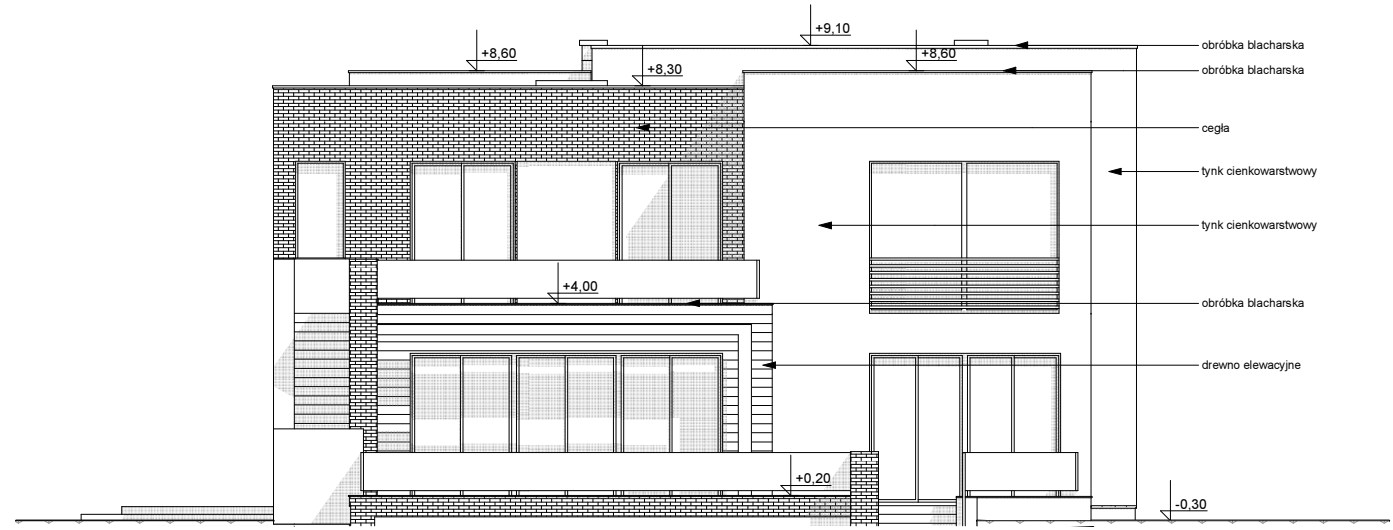 +9,10
+8,60
+8,60
+8,30
obróbka blacharska
obróbka blacharska
cegła
tynk cienkowarstwowy
tynk cienkowarstwowy
+4,00
obróbka blacharska
drewno elewacyjne
+0,20
-0,30